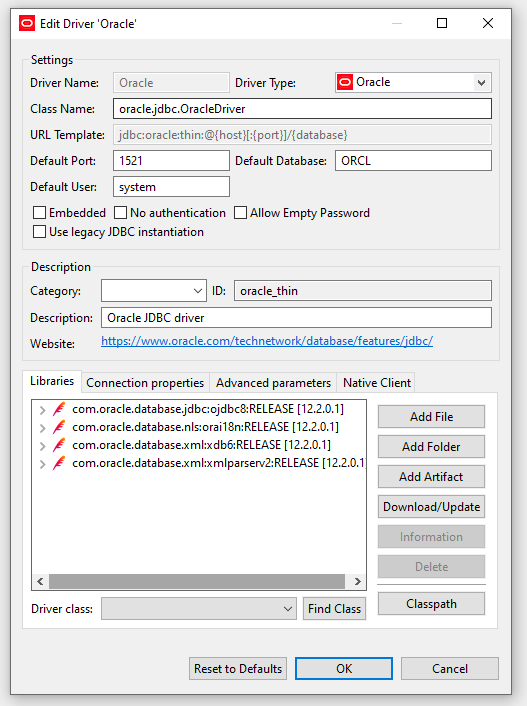 Edit Driver 'Oracle'
Settings
Driver Name: Oracle Driver Type: Oracle
Class Name: oracle.jdbc.OracleDriver
URL Template: jdbc:oracle:thin:@{host}[:{port}]/{database}
Default Port: 1521 Default Database: ORCL
Default User: system
Embedded No authentication Allow Empty Password
Use legacy JDBC instantiation
Description
Category: ID: oracle_thin
Description: Oracle JDBC driver
Website: https://www.oracle.com/technetwork/database/features/jdbc/
Libraries Connection properties Advanced parameters Native Client
com.oracle.database.jdbc:ojdbc8:RELEASE [12.2.0.1]
com.oracle.database.nls:orai18n:RELEASE [12.2.0.1]
com.oracle.database.xml:xdb6:RELEASE [12.2.0.1]
com.oracle.database.xml:xmlparserv2:RELEASE [12.2.0.1]
Add File
Add Folder
Add Artifact
Download/Update
Information
Delete
Classpath
Driver class: Find Class
Reset to Defaults OK Cancel